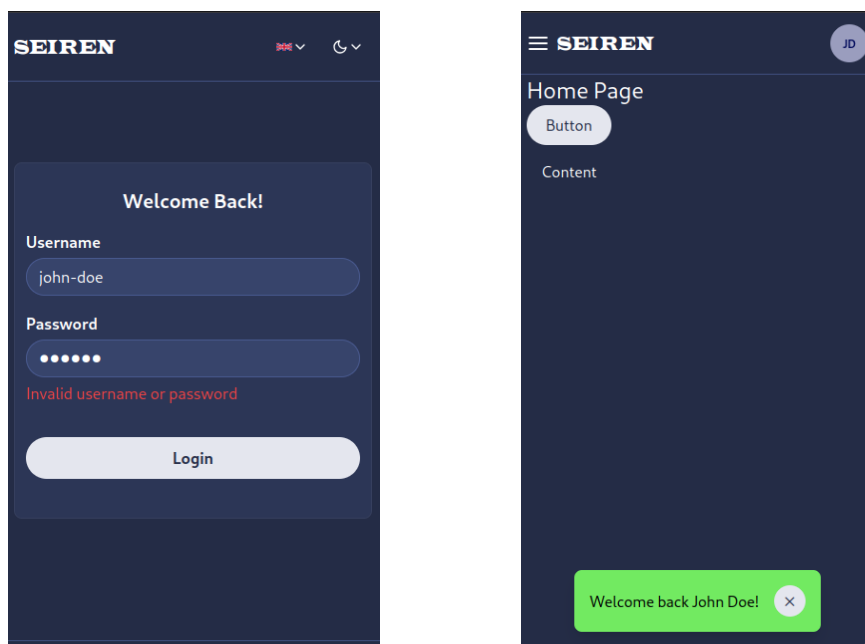 SEIREN
Welcome Back!
Username
john-doe
Password
Invalid username or password
Login
SEIREN
JD
Home Page
Button
Content
Welcome back John Doe!